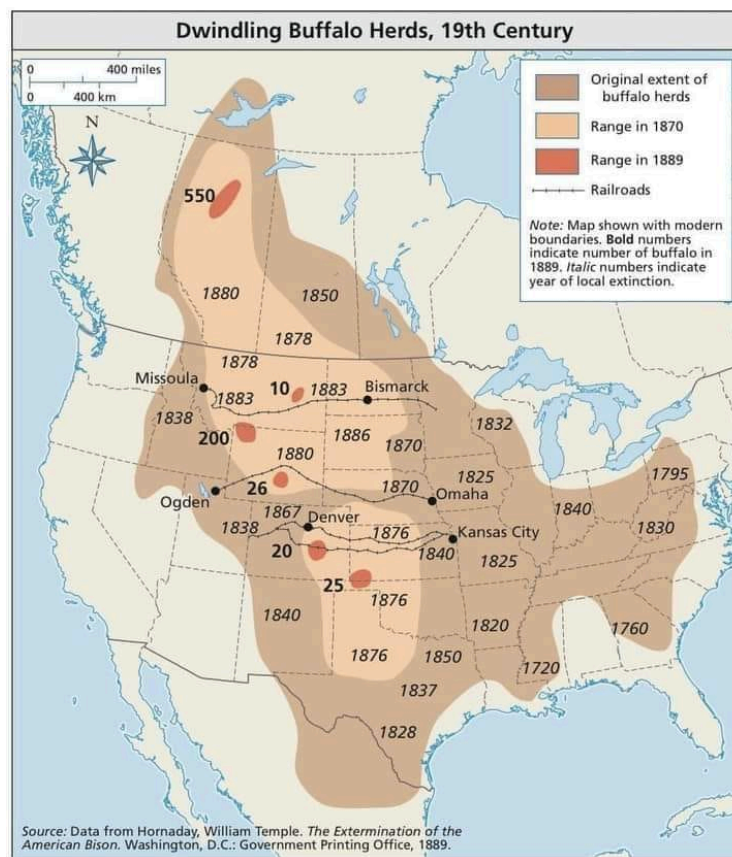 Dwindling Buffalo Herds, 19th Century
0 400 miles
0 400 km
N
Original extent of
buffalo herds
Range in 1870
Range in 1889
Railroads
Note: Map shown with modern
boundaries. Bold numbers
indicate number of buffalo in
1889. Italic numbers indicate
year of local extinction.
550
1880
1850
1878
1878
Missoula
10
1883
Bismarck
1883
1838
200
1886
1870
1832
1880
1825
1795
26
1870
Omaha
Ogden
1840
1867
Denver
1838
1876
Kansas City
1830
20
1840
1825
25
1876
1840
1820
1760
1876
1850
1720
1837
1828
Source: Data from Hornaday, William Temple. The Extermination of the
American Bison. Washington, D.C.: Government Printing Office, 1889.